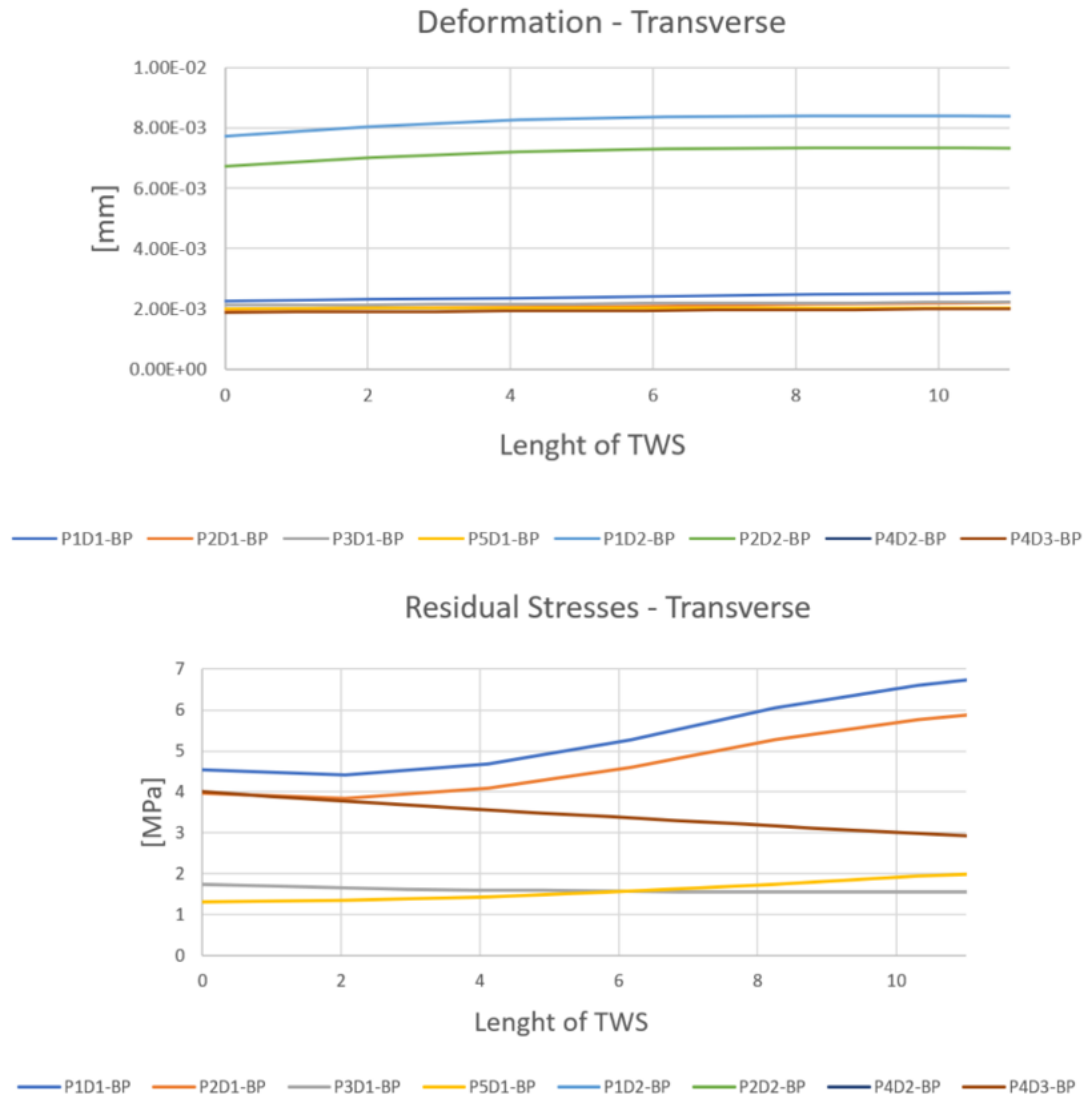 Deformation - Transverse
1.00E-02
8.00E-03
6.00E-03
4.00E-03
2.00E-03
0.00E+00
[mm]
0 2 4 6 8 10
Lenght of TWS
P1D1-BP P2D1-BP P3D1-BP P5D1-BP P1D2-BP P2D2-BP P4D2-BP P4D3-BP
Residual Stresses - Transverse
7
6
5
4
3
2
1
0
[MPa]
0 2 4 6 8 10
Lenght of TWS
P1D1-BP P2D1-BP P3D1-BP P5D1-BP P1D2-BP P2D2-BP P4D2-BP P4D3-BP